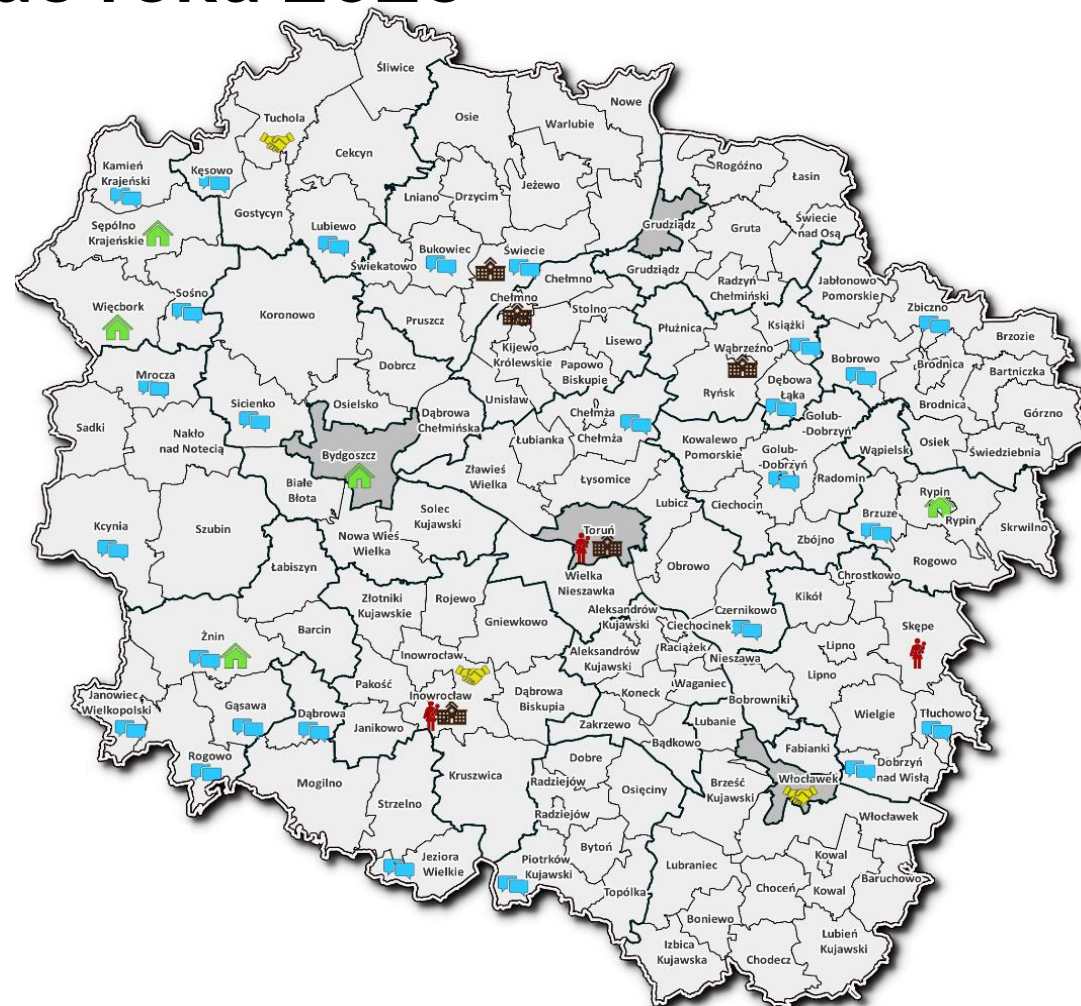 2020
Śliwice
Nowe
Tuchola
Osie
Warlubie
Cekcyn
Rogóźno
Kamień
Krajeński
Kęsowo
Łasin
Jeżewo
Lniano
Drzycim
Gostycyn
Sępólno
Krajeńskie
Lubiewo
Grudziądz
Gruta
Świecie
nad Osą
Bukowiec
Świecie
Świekatowo
Grudziądz
Chełmno
Radzyń
Chełmiński
Jabłonowo
Pomorskie
Więcbork
Sośno
Chełmno
Koronowo
Stolno
Zbiczno
Pruszcz
Płużnica
Książki
Brzozie
Lisewo
Kijewo
Królewskie
Wąbrzeźno
Bobrowo
Dobrcz
Papowo
Biskupie
Brodnica
Bartniczka
Mrocza
Ryńsk
Dębowa
Łąka
Unisław
Sicienko
Osielsko
Brodnica
Dąbrowa
Chełmińska
Chełmża
Górzno
Golub-
-Dobrzyń
Sadki
Nakło
nad Notecią
Chełmża
Łubianka
Kowalewo
Pomorskie
Wąpielsk
Osiek
Golub-
-Dobrzyń
Świedziebnia
Bydgoszcz
Zławieś
Wielka
Łysomice
Radomin
Białe
Błota
Rypin
Lubicz
Ciechocin
Solec
Kujawski
Brzuze
Rypin
Kcynia
Szubin
Skrwilno
Toruń
Nowa Wieś
Wielka
Zbójno
Łabiszyn
Obrowo
Rogowo
Wielka
Nieszawka
Chrostkowo
Złotniki
Kujawskie
Rojewo
Kikół
Aleksandrów
Kujawski
Czernikowo
Gniewkowo
Ciechocinek
Skępe
Barcin
Żnin
Raciążek
Lipno
Inowrocław
Aleksandrów
Kujawski
Nieszawa
Lipno
Pakość
Waganiec
Janowiec
Wielkopolski
Inowrocław
Dąbrowa
Biskupia
Koneck
Bobrowniki
Gąsawa
Dąbrowa
Wielgie
Tłuchowo
Lubanie
Janikowo
Zakrzewo
Bądkowo
Fabianki
Rogowo
Dobre
Dobrzyń
nad Wisłą
Kruszwica
Włocławek
Mogilno
Radziejów
Brześć
Kujawski
Osięciny
Strzelno
Radziejów
Włocławek
Bytoń
Jeziora
Wielkie
Piotrków
Kujawski
Kowal
Lubraniec
Baruchowo
Choceń
Kowal
Topólka
Boniewo
Lubień
Kujawski
Izbica
Kujawska
Chodecz